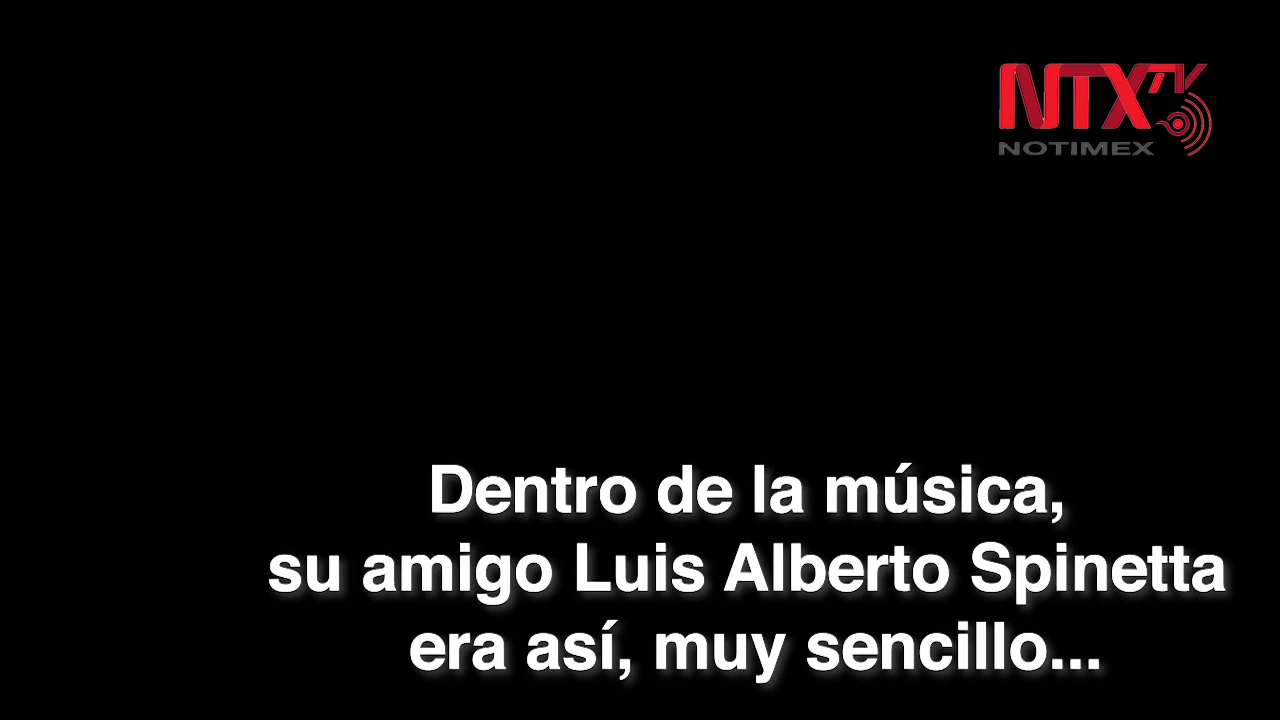 NTX TV
NOTIMEX
Dentro de la música,
su amigo Luis Alberto Spinetta
era así, muy sencillo...